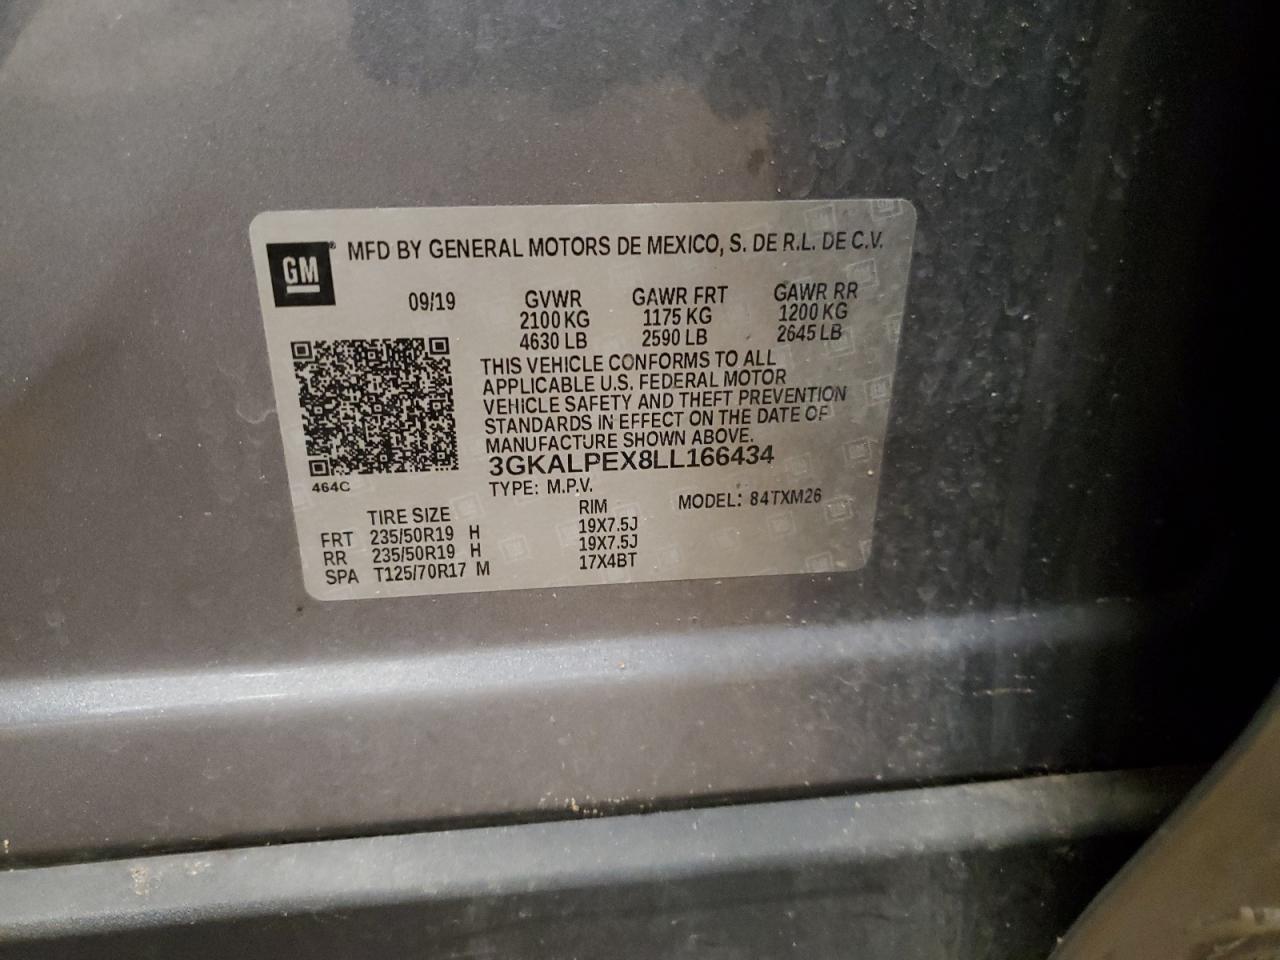 GM
MFD BY GENERAL MOTORS DE MEXICO, S. DE R.L. DE C.V.
09/19 GVWR GAWR FRT GAWR RR
2100 KG 1175 KG 1200 KG
4630 LB 2590 LB 2645 LB
THIS VEHICLE CONFORMS TO ALL
APPLICABLE U.S. FEDERAL MOTOR
VEHICLE SAFETY AND THEFT PREVENTION
STANDARDS IN EFFECT ON THE DATE OF
MANUFACTURE SHOWN ABOVE.
3GKALPEX8LL166434
464C
TYPE: M.P.V. MODEL: 84TXM26
TIRE SIZE RIM
FRT 235/50R19 H 19X7.5J
RR 235/50R19 H 19X7.5J
SPA T125/70R17 M 17X4BT